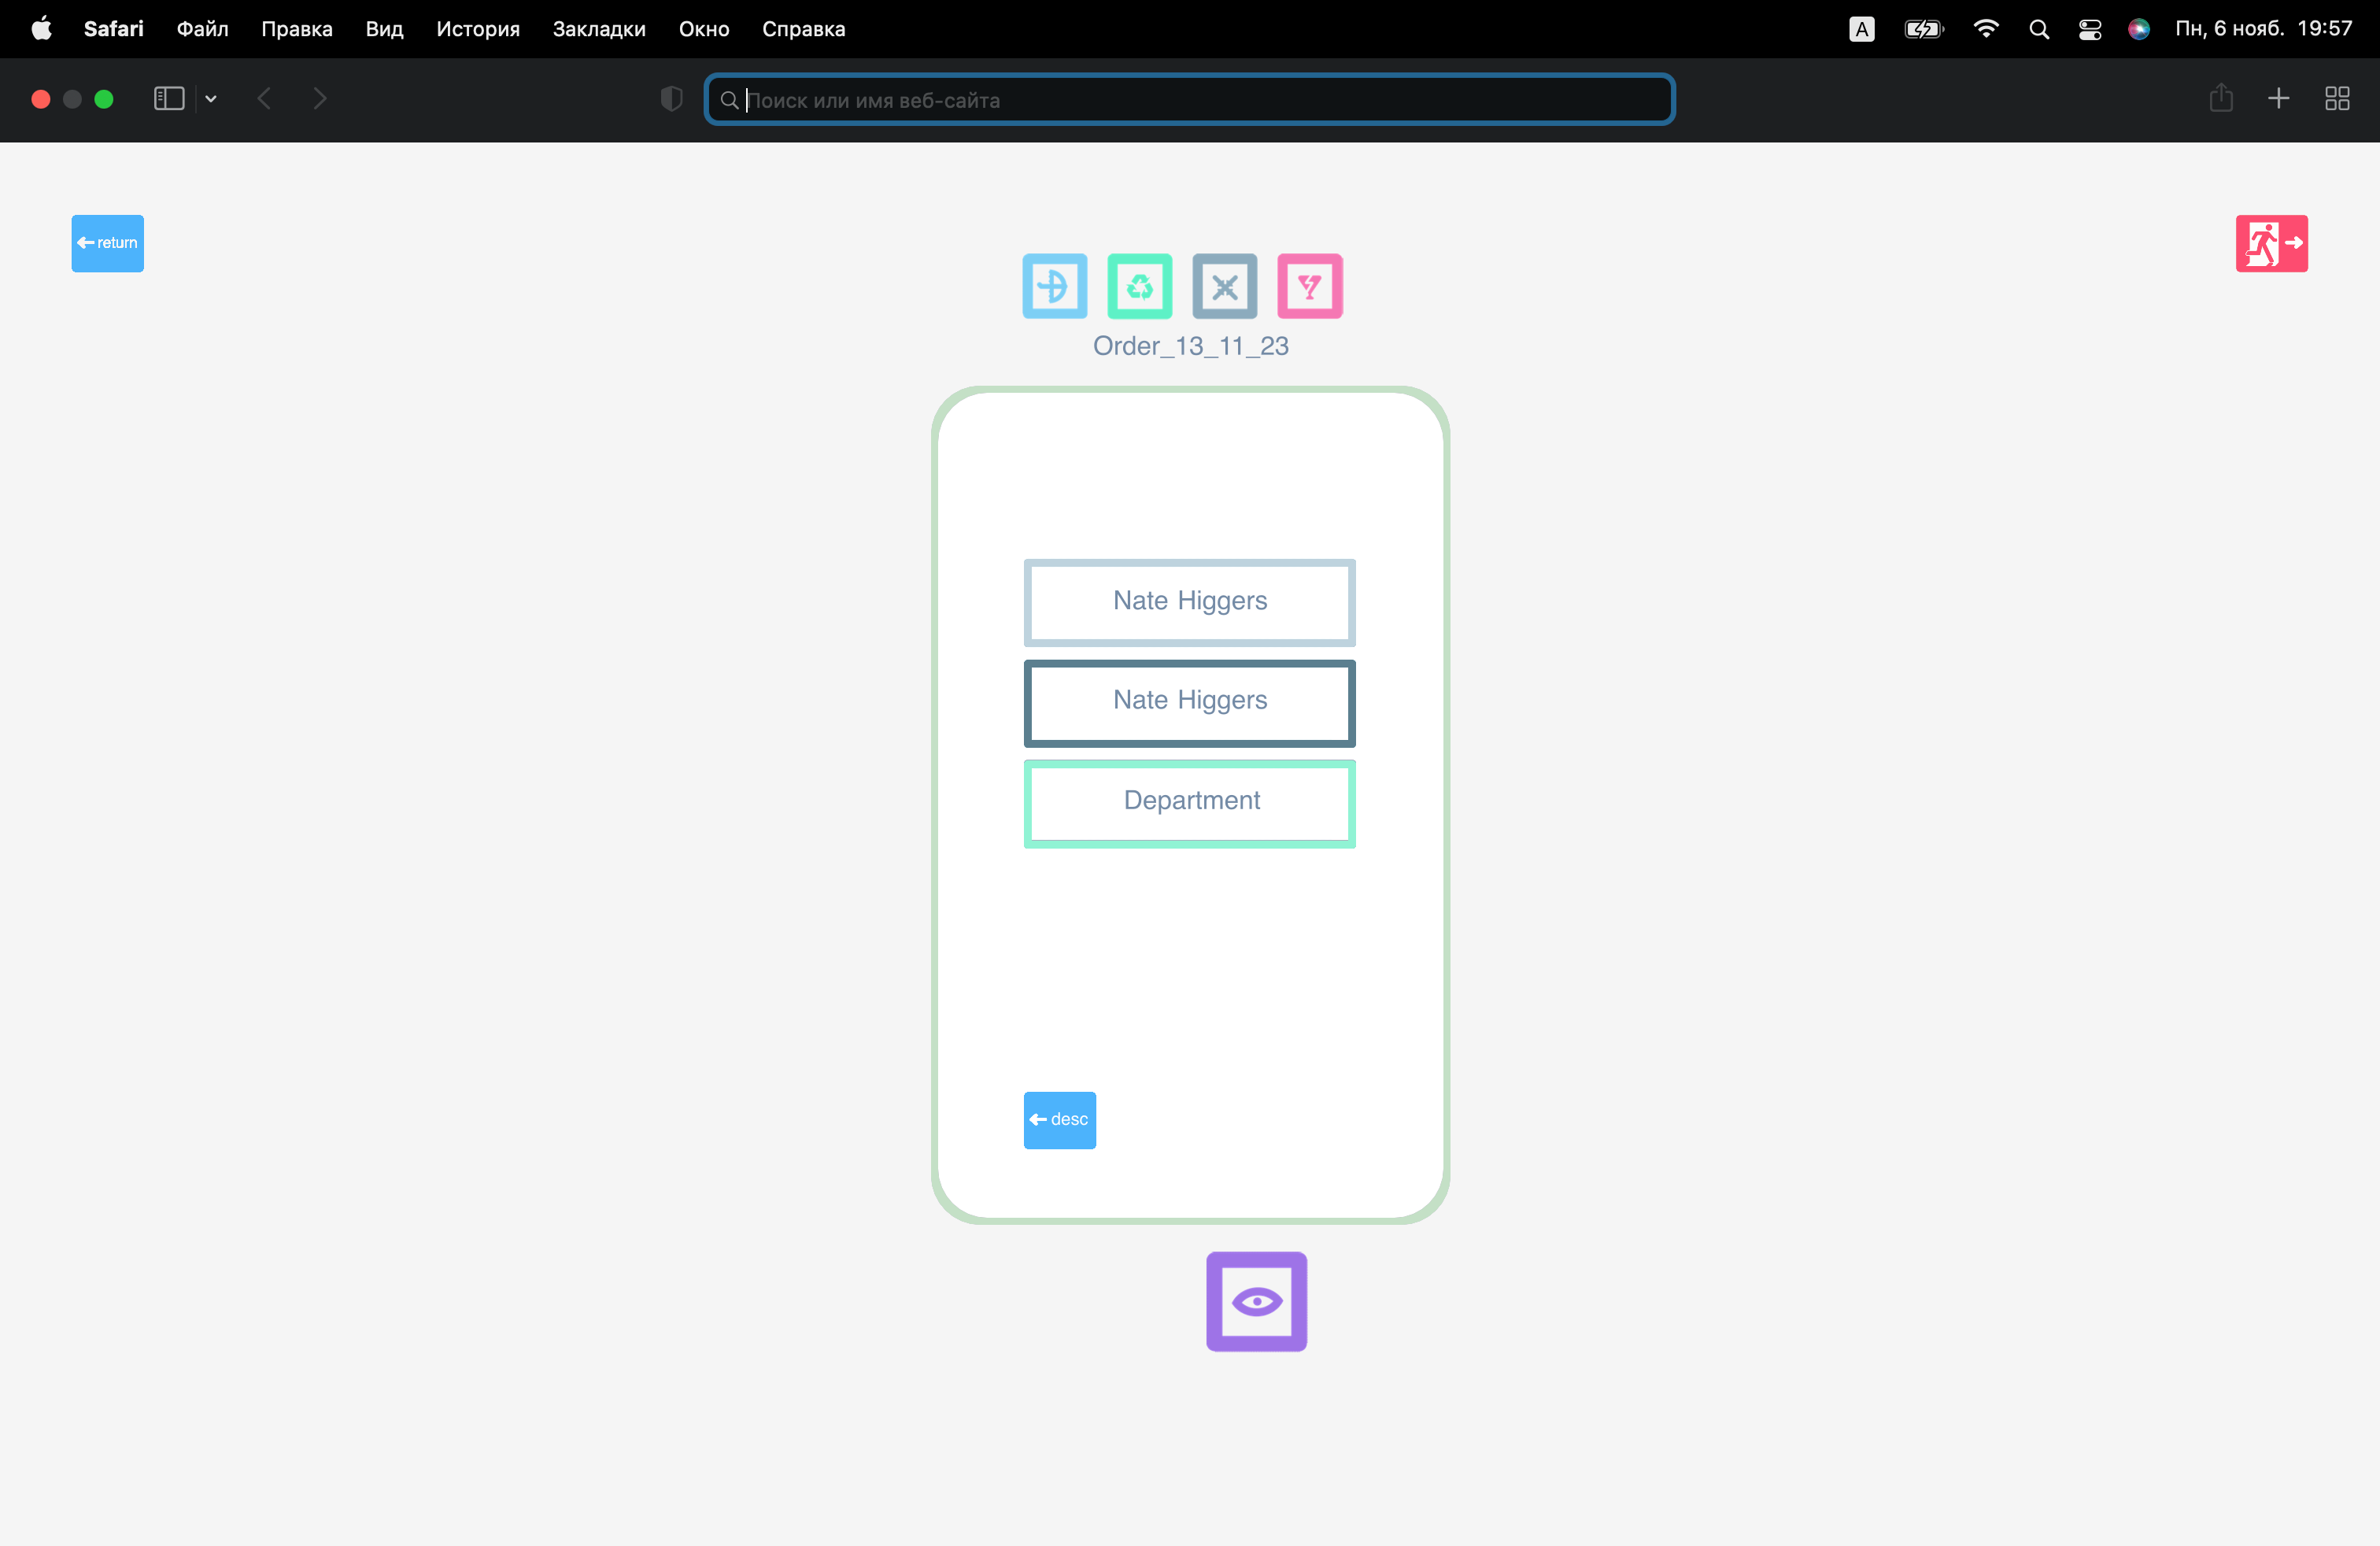 Safari Файл Правка Вид История Закладки Окно Справка A Пн, 6 нояб. 19:57
Поиск или имя веб-сайта
return
Order_13_11_23
Nate Higgers
Nate Higgers
Department
desc